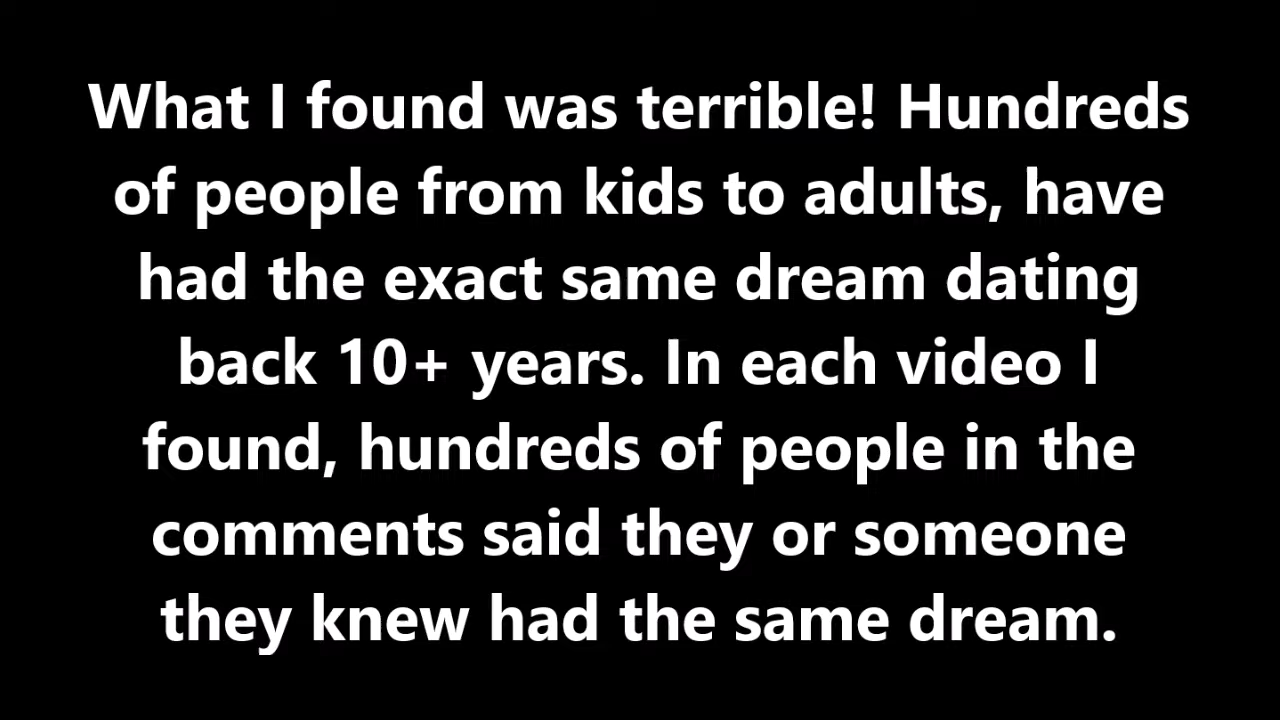 What I found was terrible! Hundreds
of people from kids to adults, have
had the exact same dream dating
back 10+ years. In each video I
found, hundreds of people in the
comments said they or someone
they knew had the same dream.